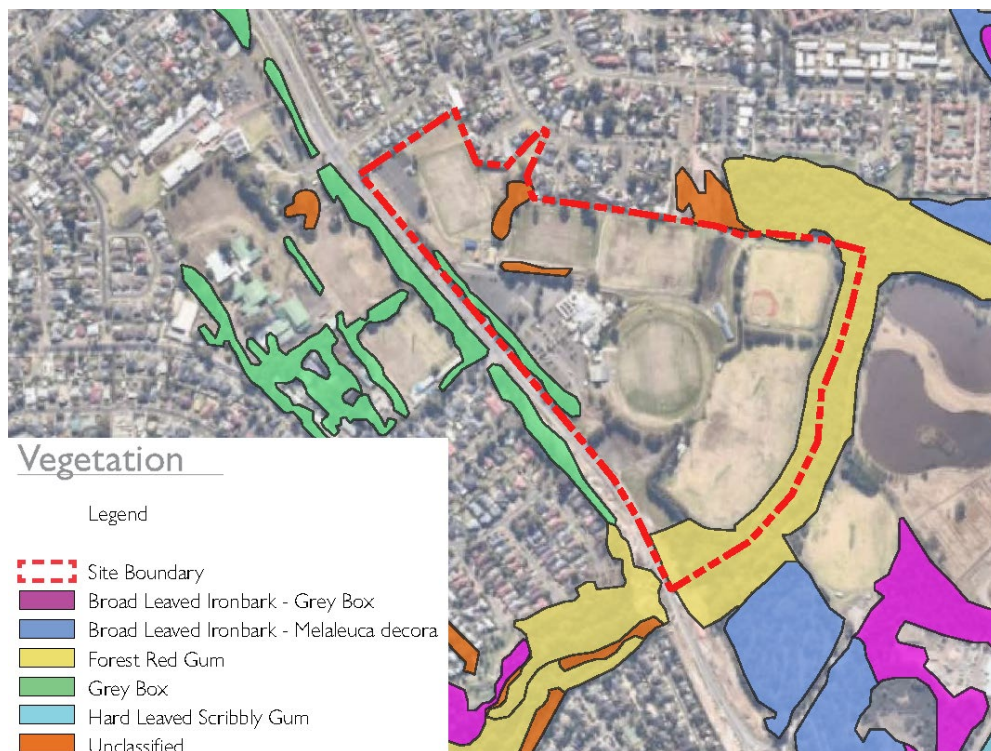 Vegetation
Legend
Site Boundary
Broad Leaved Ironbark - Grey Box
Broad Leaved Ironbark - Melaleuca decora
Forest Red Gum
Grey Box
Hard Leaved Scribbly Gum
Unclassified